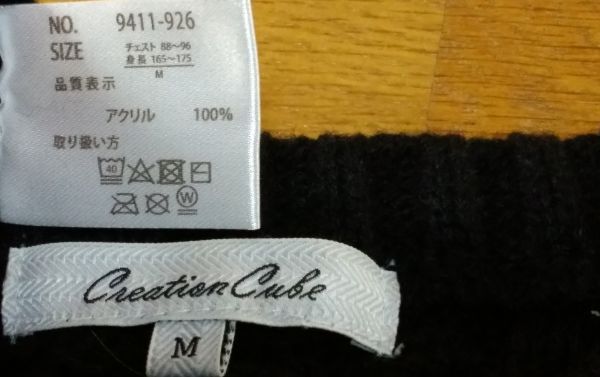 NO. 9411-926
SIZE チェスト 88〜96
身長 165〜175
M
品質表示
アクリル 100%
取り扱い方
40
W
Creation Cube
M